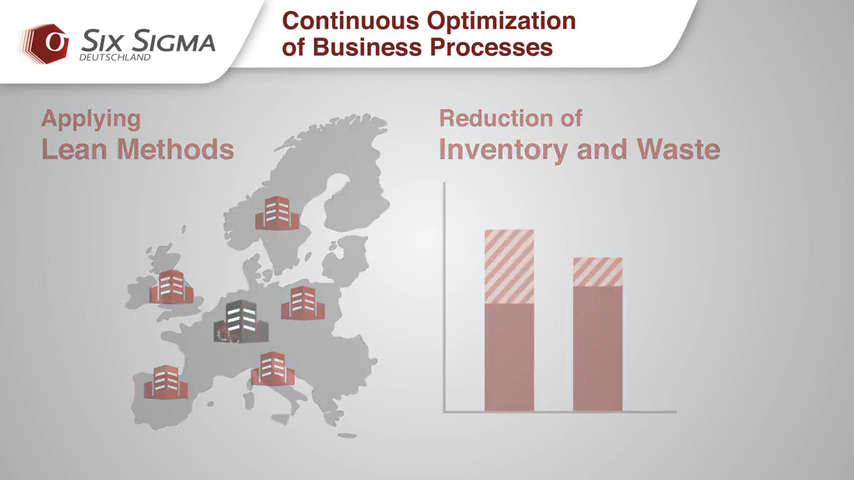 SIX SIGMA
DEUTSCHLAND
Continuous Optimization
of Business Processes
Applying
Lean Methods
Reduction of
Inventory and Waste